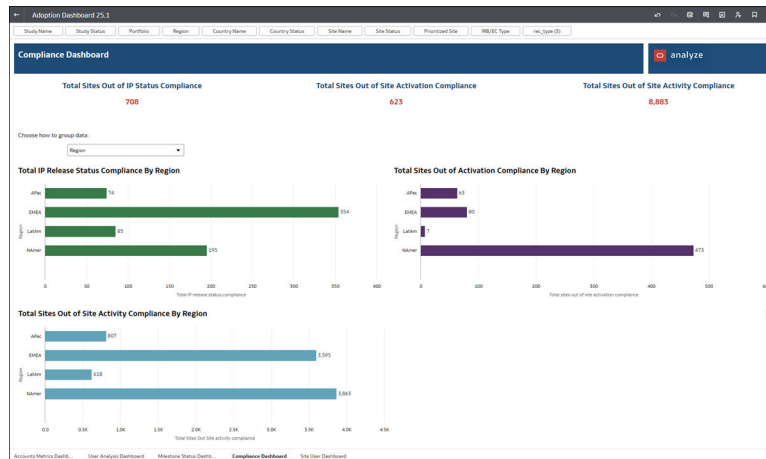 Adoption Dashboard 25.1
Study Name Study Status Portfolio Region Country Name Country Status Site Name Site Status Prioritized Site IRB/EC Type rec_type (3)
Compliance Dashboard
analyze
Total Sites Out of IP Status Compliance
708
Total Sites Out of Site Activation Compliance
623
Total Sites Out of Site Activity Compliance
8,883
Choose how to group data:
Region
Total IP Release Status Compliance By Region
Region
APac 74
EMEA 354
LatAm 85
NAmer 195
0 50 100 150 200 250 300 350 400
Total IP release status compliance
Total Sites Out of Activation Compliance By Region
Region
APac 63
EMEA 80
LatAm 7
NAmer 473
0 100 200 300 400 500
Total sites out of site activation compliance
Total Sites Out of Site Activity Compliance By Region
Region
APac 807
EMEA 3,595
LatAm 618
NAmer 3,863
0.0 0.5K 1.0K 1.5K 2.0K 2.5K 3.0K 3.5K 4.0K 4.5K
Total Sites Out Site activity compliance
Accounts Metrics Dashb... User Analysis Dashboard Milestone Status Dashb... Compliance Dashboard Site User Dashboard